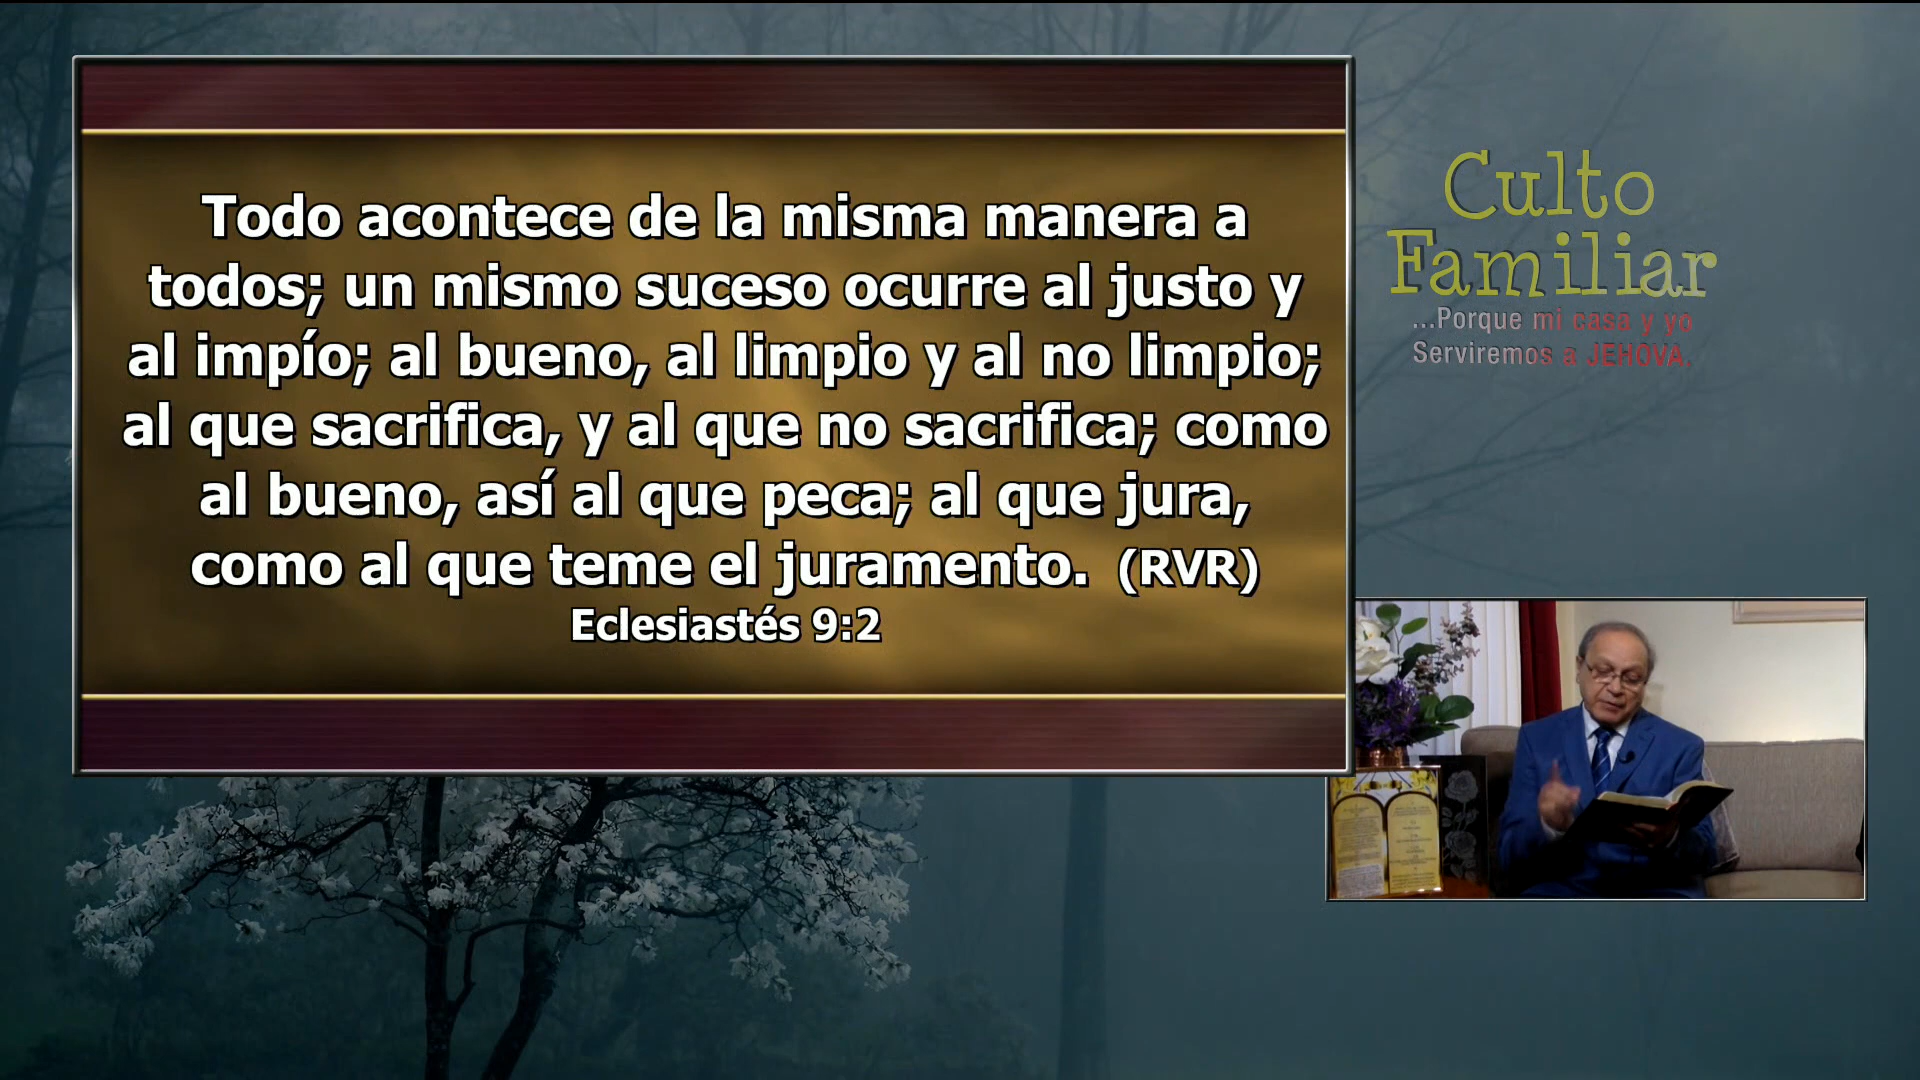 Todo acontece de la misma manera a
todos; un mismo suceso ocurre al justo y
al impío; al bueno, al limpio y al no limpio;
al que sacrifica, y al que no sacrifica; como
al bueno, así al que peca; al que jura,
como al que teme el juramento. (RVR)
Eclesiastés 9:2
Culto
Familiar
...Porque mi casa y yo
Serviremos a JEHOVA.